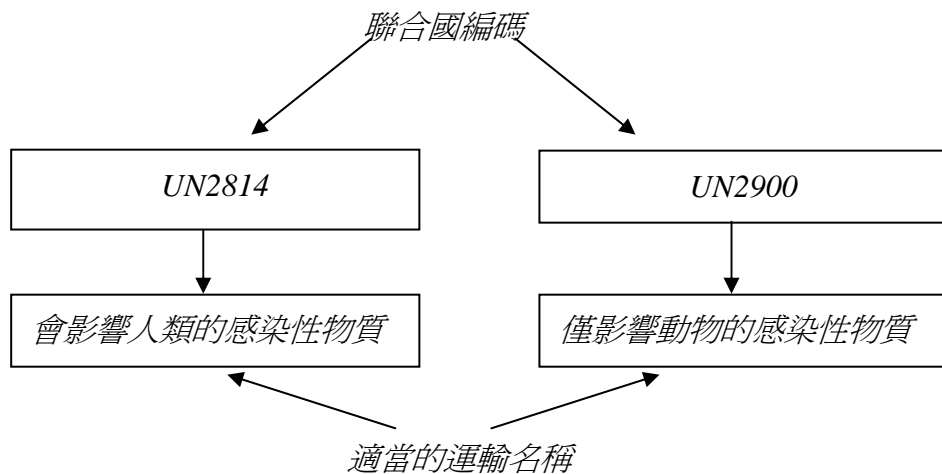 聯合國編碼
UN2814
UN2900
會影響人類的感染性物質
僅影響動物的感染性物質
適當的運輸名稱